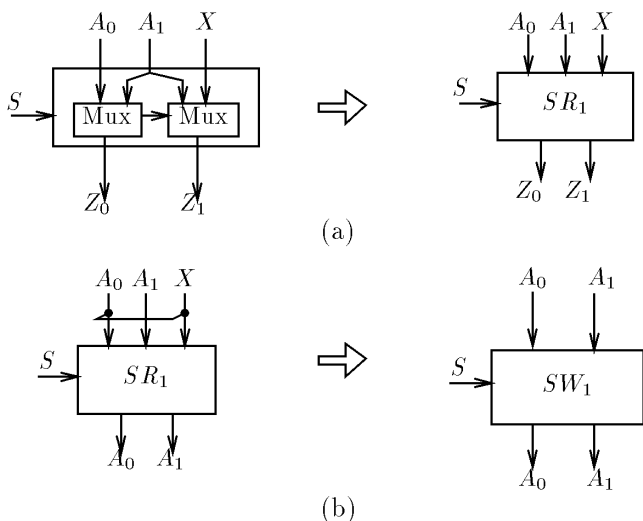 A₀ A₁ X A₀ A₁ X
S Mux Mux S SR₁
Z₀ Z₁ Z₀ Z₁
(a)
A₀ A₁ X A₀ A₁
S SR₁ S SW₁
A₀ A₁ A₀ A₁
(b)